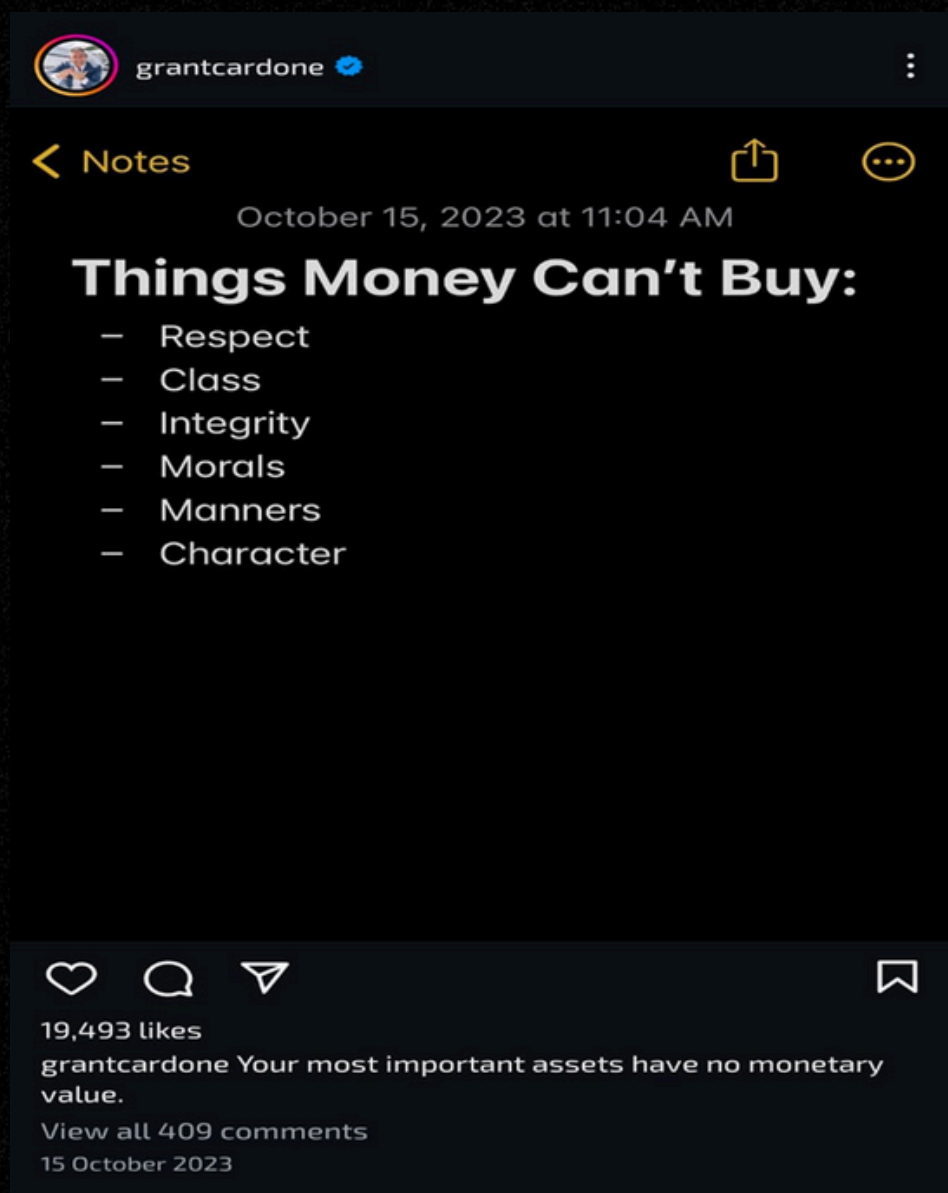 grantcardone
Notes
October 15, 2023 at 11:04 AM
Things Money Can't Buy:
– Respect
– Class
– Integrity
– Morals
– Manners
– Character
19,493 likes
grantcardone Your most important assets have no monetary
value.
View all 409 comments
15 October 2023